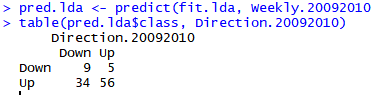 > pred.lda <- predict(fit.lda, Weekly.20092010
> table(pred.lda$class, Direction.20092010)
Direction.20092010
Down Up
Down 9 5
Up 34 56